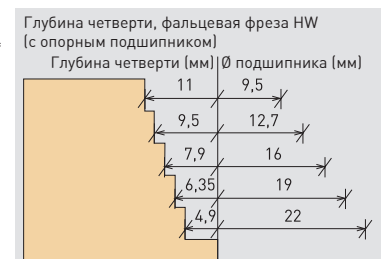 Глубина четверти, фальцевая фреза HW
(с опорным подшипником)
Глубина четверти (мм) Ø подшипника (мм)
11 9,5
9,5 12,7
7,9 16
6,35 19
4,9 22